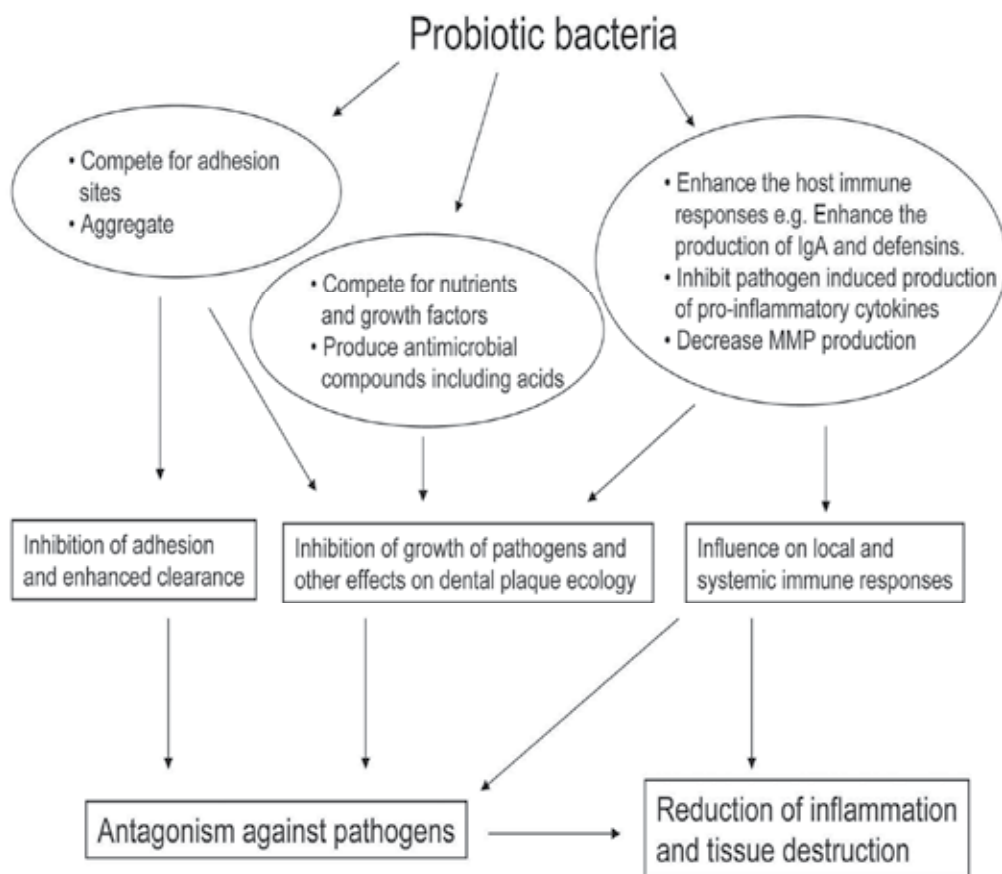 Probiotic bacteria
• Compete for adhesion
sites
• Aggregate
• Compete for nutrients
and growth factors
• Produce antimicrobial
compounds including acids
• Enhance the host immune
responses e.g. Enhance the
production of IgA and defensins.
• Inhibit pathogen induced production
of pro-inflammatory cytokines
• Decrease MMP production
Inhibition of adhesion
and enhanced clearance
Inhibition of growth of pathogens and
other effects on dental plaque ecology
Influence on local and
systemic immune responses
Antagonism against pathogens
Reduction of inflammation
and tissue destruction